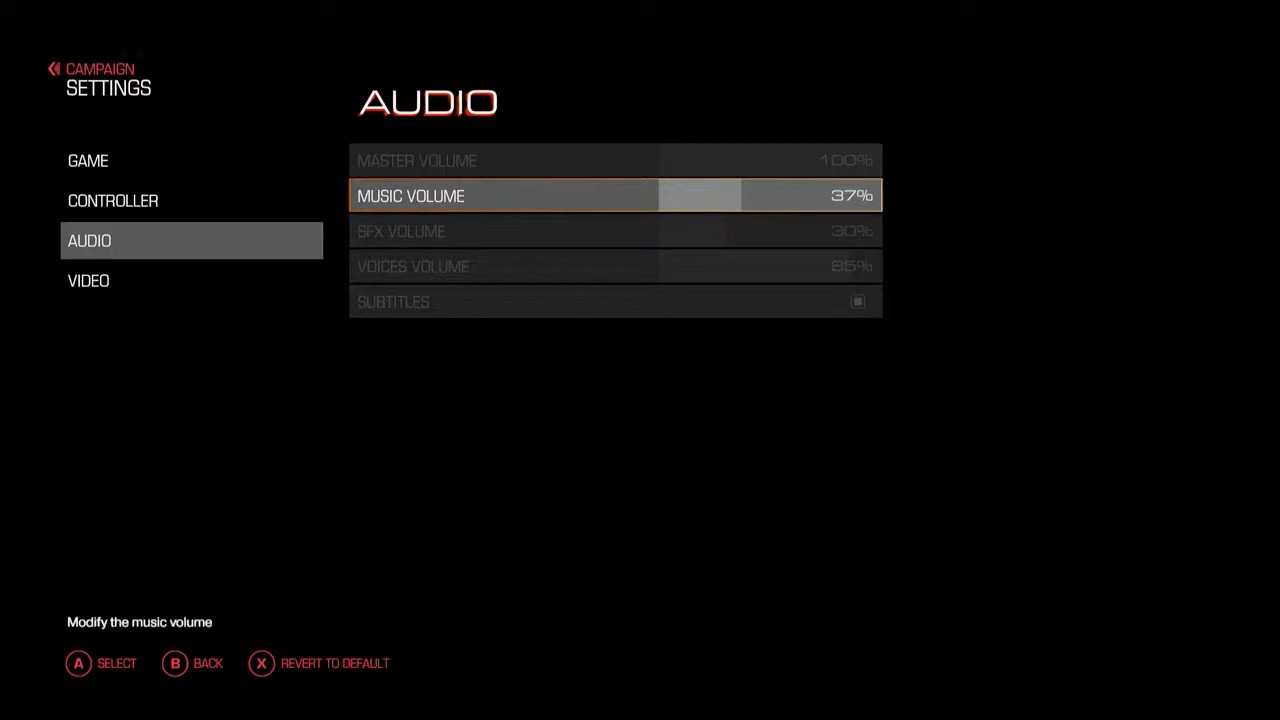 CAMPAIGN
SETTINGS
AUDIO
GAME
CONTROLLER
AUDIO
VIDEO
MASTER VOLUME 100%
MUSIC VOLUME 37%
SFX VOLUME 30%
VOICES VOLUME 85%
SUBTITLES
Modify the music volume
A SELECT B BACK X REVERT TO DEFAULT